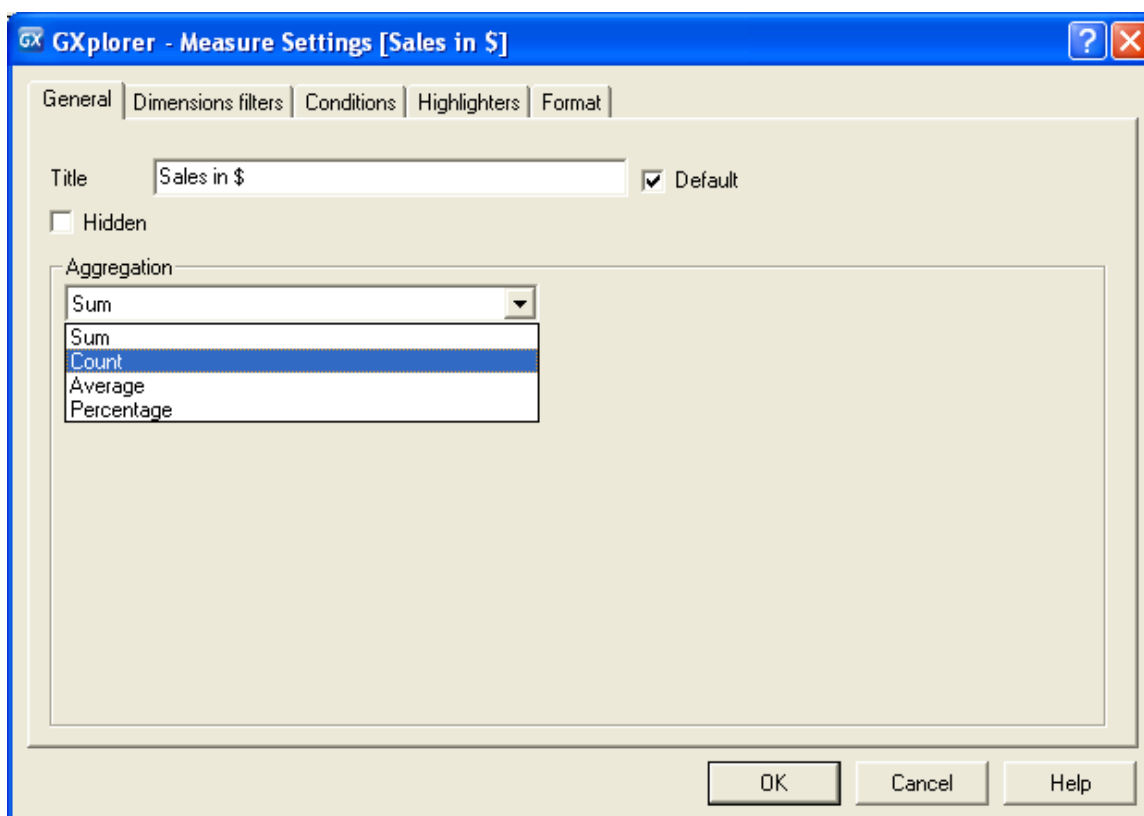 GX GXplorer - Measure Settings [Sales in $] ?
General Dimensions filters Conditions Highlighters Format
Title Sales in $ Default
Hidden
Aggregation
Sum
Sum
Count
Average
Percentage
OK Cancel Help